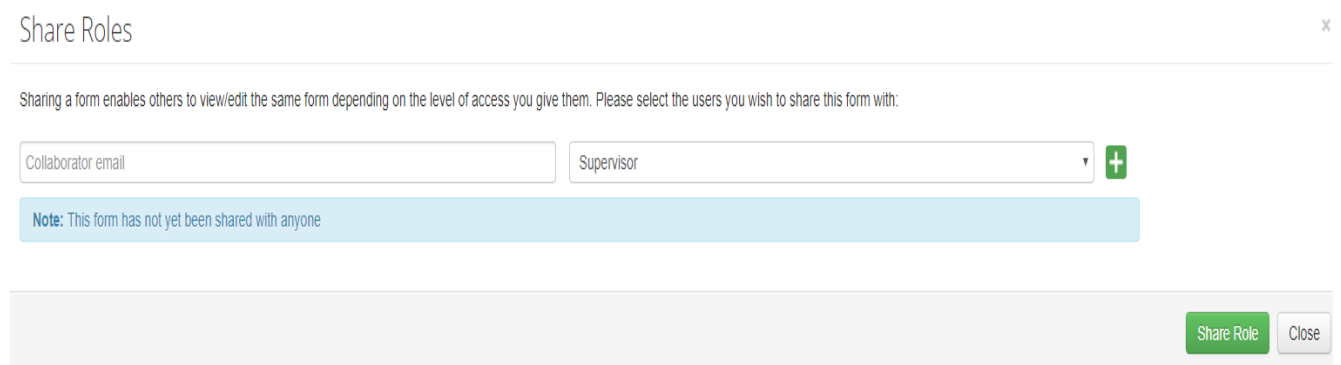 Share Roles
×
Sharing a form enables others to view/edit the same form depending on the level of access you give them. Please select the users you wish to share this form with:
Collaborator email
Supervisor
Note: This form has not yet been shared with anyone
Share Role
Close